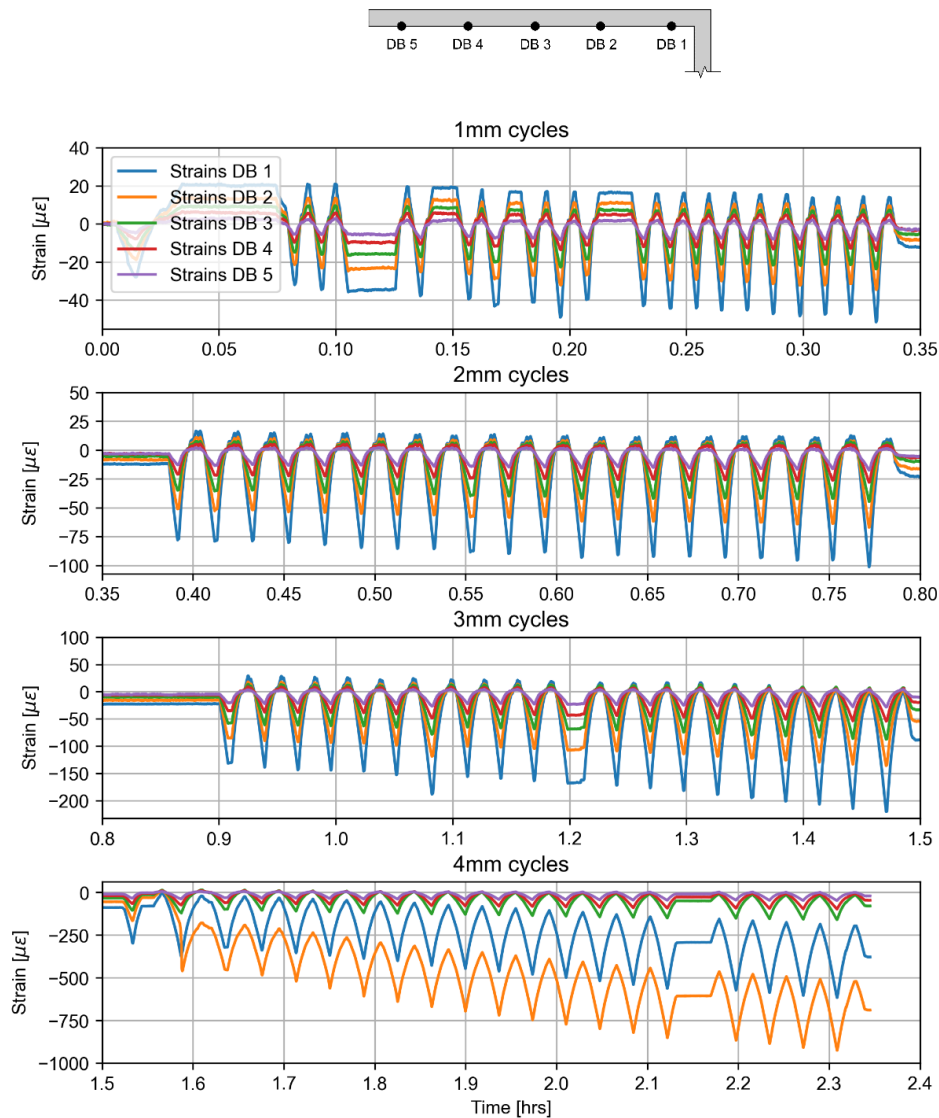 DB 5 DB 4 DB 3 DB 2 DB 1
1mm cycles
40
20
0
−20
−40
Strain [με]
Strains DB 1
Strains DB 2
Strains DB 3
Strains DB 4
Strains DB 5
0.00 0.05 0.10 0.15 0.20 0.25 0.30 0.35
2mm cycles
50
25
0
−25
−50
−75
−100
Strain [με]
0.35 0.40 0.45 0.50 0.55 0.60 0.65 0.70 0.75 0.80
3mm cycles
100
50
0
−50
−100
−150
−200
Strain [με]
0.8 0.9 1.0 1.1 1.2 1.3 1.4 1.5
4mm cycles
0
−250
−500
−750
−1000
Strain [με]
1.5 1.6 1.7 1.8 1.9 2.0 2.1 2.2 2.3 2.4
Time [hrs]